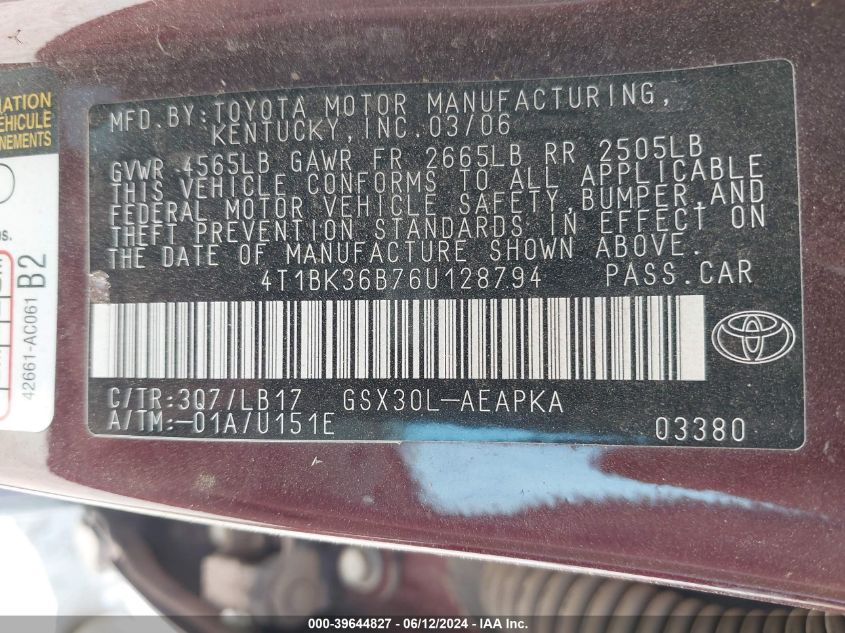 MATION
VEHICULE
NEMENTS
os.
42661-AC061 B2
MFD.BY:TOYOTA MOTOR MANUFACTURING,
KENTUCKY,INC.03/06
GVWR 4565LB GAWR FR 2665LB RR 2505LB
THIS VEHICLE CONFORMS TO ALL APPLICABLE
FEDERAL MOTOR VEHICLE SAFETY,BUMPER,AND
THEFT PREVENTION STANDARDS IN EFFECT ON
THE DATE OF MANUFACTURE SHOWN ABOVE.
4T1BK36B76U128794 PASS.CAR
C/TR:3Q7/LB17 GSX30L-AEAPKA
A/TM:-01A/U151E 03380
000-39644827 - 06/12/2024 - IAA, Inc.